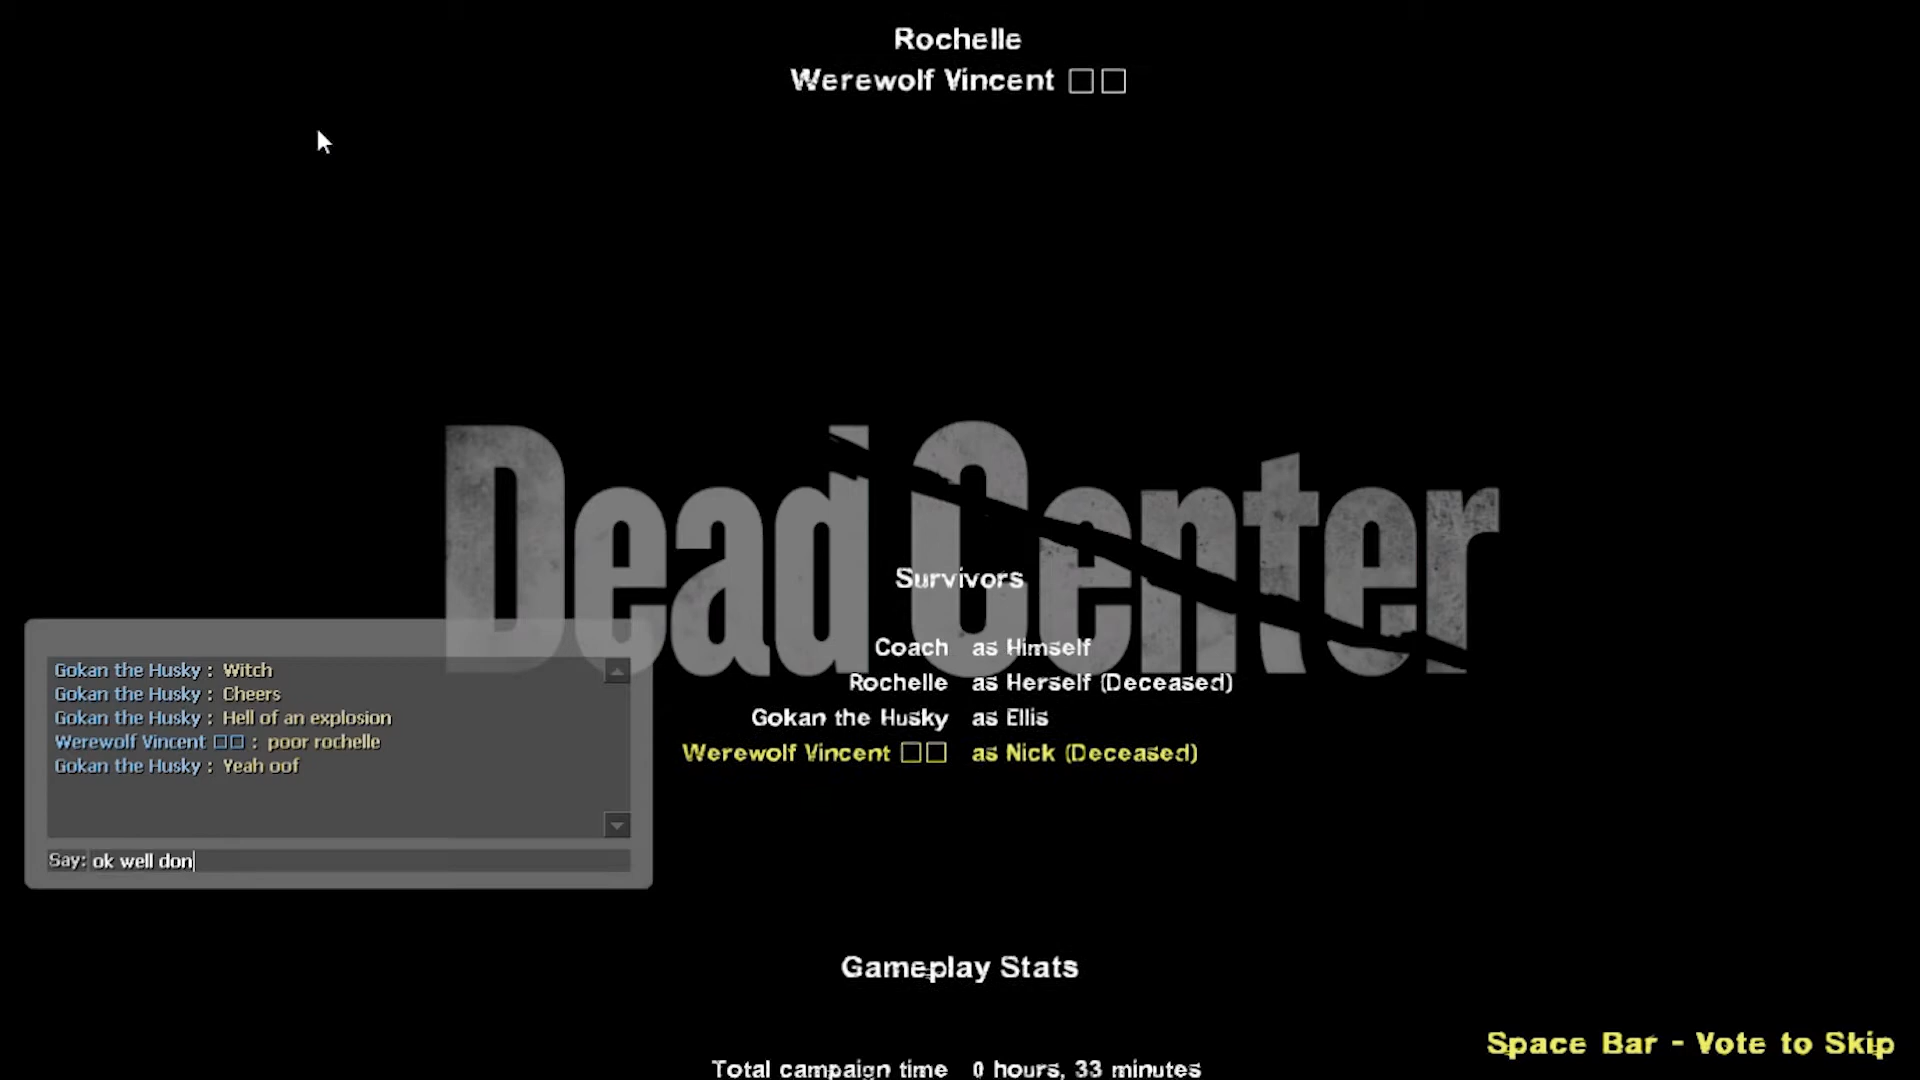 Rochelle
Werewolf Vincent □□
Dead Center
Survivors
Coach as Himself
Rochelle as Herself (Deceased)
Gokan the Husky as Ellis
Werewolf Vincent □□ as Nick (Deceased)
Gokan the Husky : Witch
Gokan the Husky : Cheers
Gokan the Husky : Hell of an explosion
Werewolf Vincent □□ : poor rochelle
Gokan the Husky : Yeah oof
Say: ok well don
Gameplay Stats
Space Bar - Vote to Skip
Total campaign time 0 hours, 33 minutes